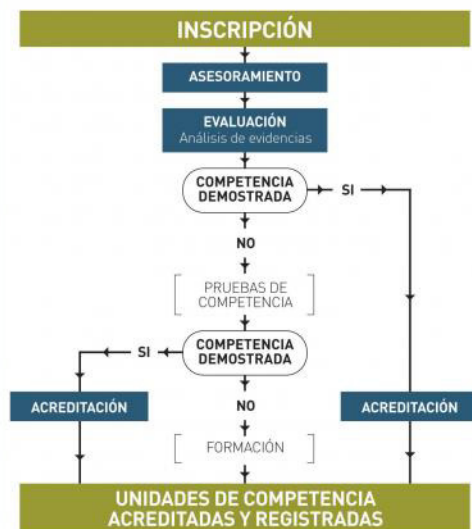 INSCRIPCIÓN
ASESORAMIENTO
EVALUACIÓN
Análisis de evidencias
COMPETENCIA
DEMOSTRADA
SI
NO
PRUEBAS DE
COMPETENCIA
SI
COMPETENCIA
DEMOSTRADA
ACREDITACIÓN
NO
ACREDITACIÓN
FORMACIÓN
UNIDADES DE COMPETENCIA
ACREDITADAS Y REGISTRADAS